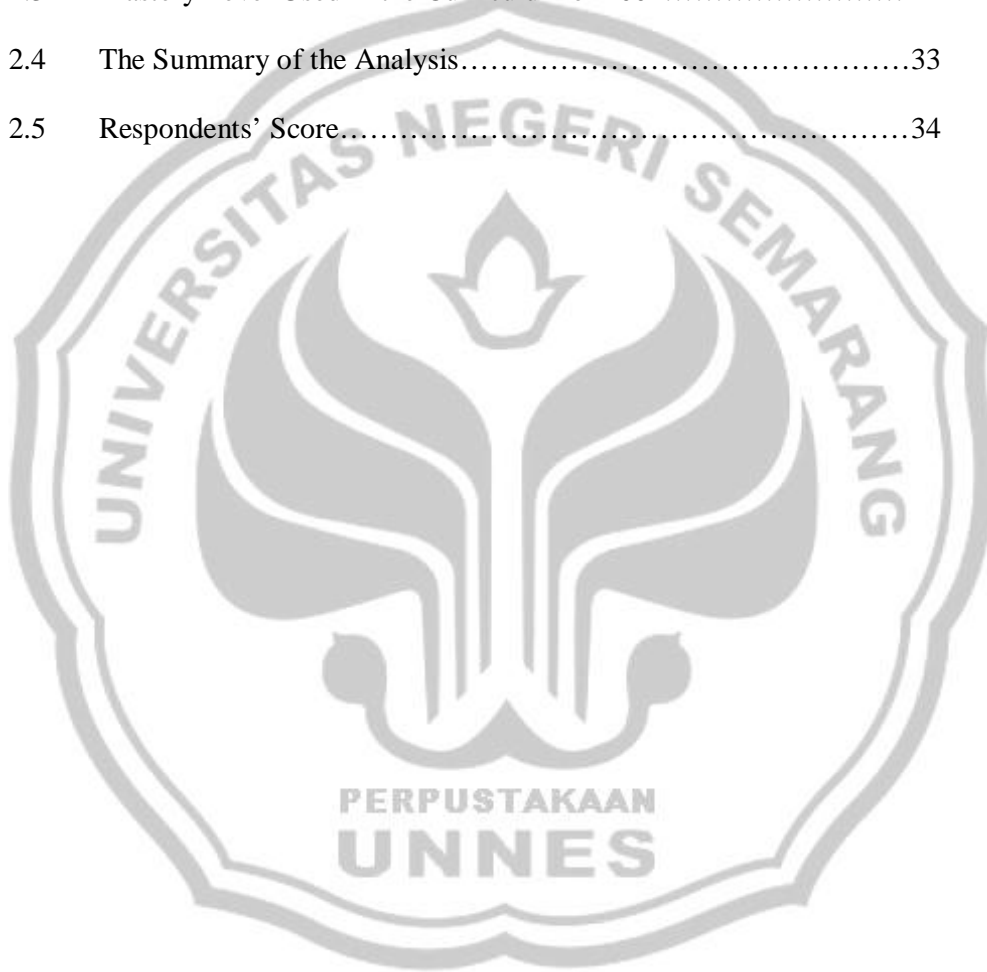 2.4 The Summary of the Analysis……………………………………….33
2.5 Respondents’ Score……………………………………………………34
UNIVERSITAS NEGERI SEMARANG
PERPUSTAKAAN
UNNES